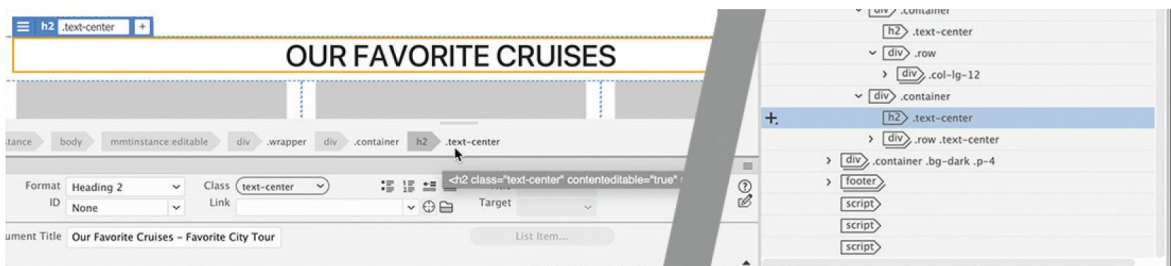 h2 .text-center +
OUR FAVORITE CRUISES
body mmtinstance:editable div .wrapper div .container h2 .text-center
<h2 class="text-center" contenteditable="true"
Format Heading 2 Class text-center
ID None Link Target
ument Title Our Favorite Cruises – Favorite City Tour List Item...
div .container
h2 .text-center
div .row
div .col-lg-12
div .container
h2 .text-center
div .row .text-center
div .container .bg-dark .p-4
footer
script
script
script